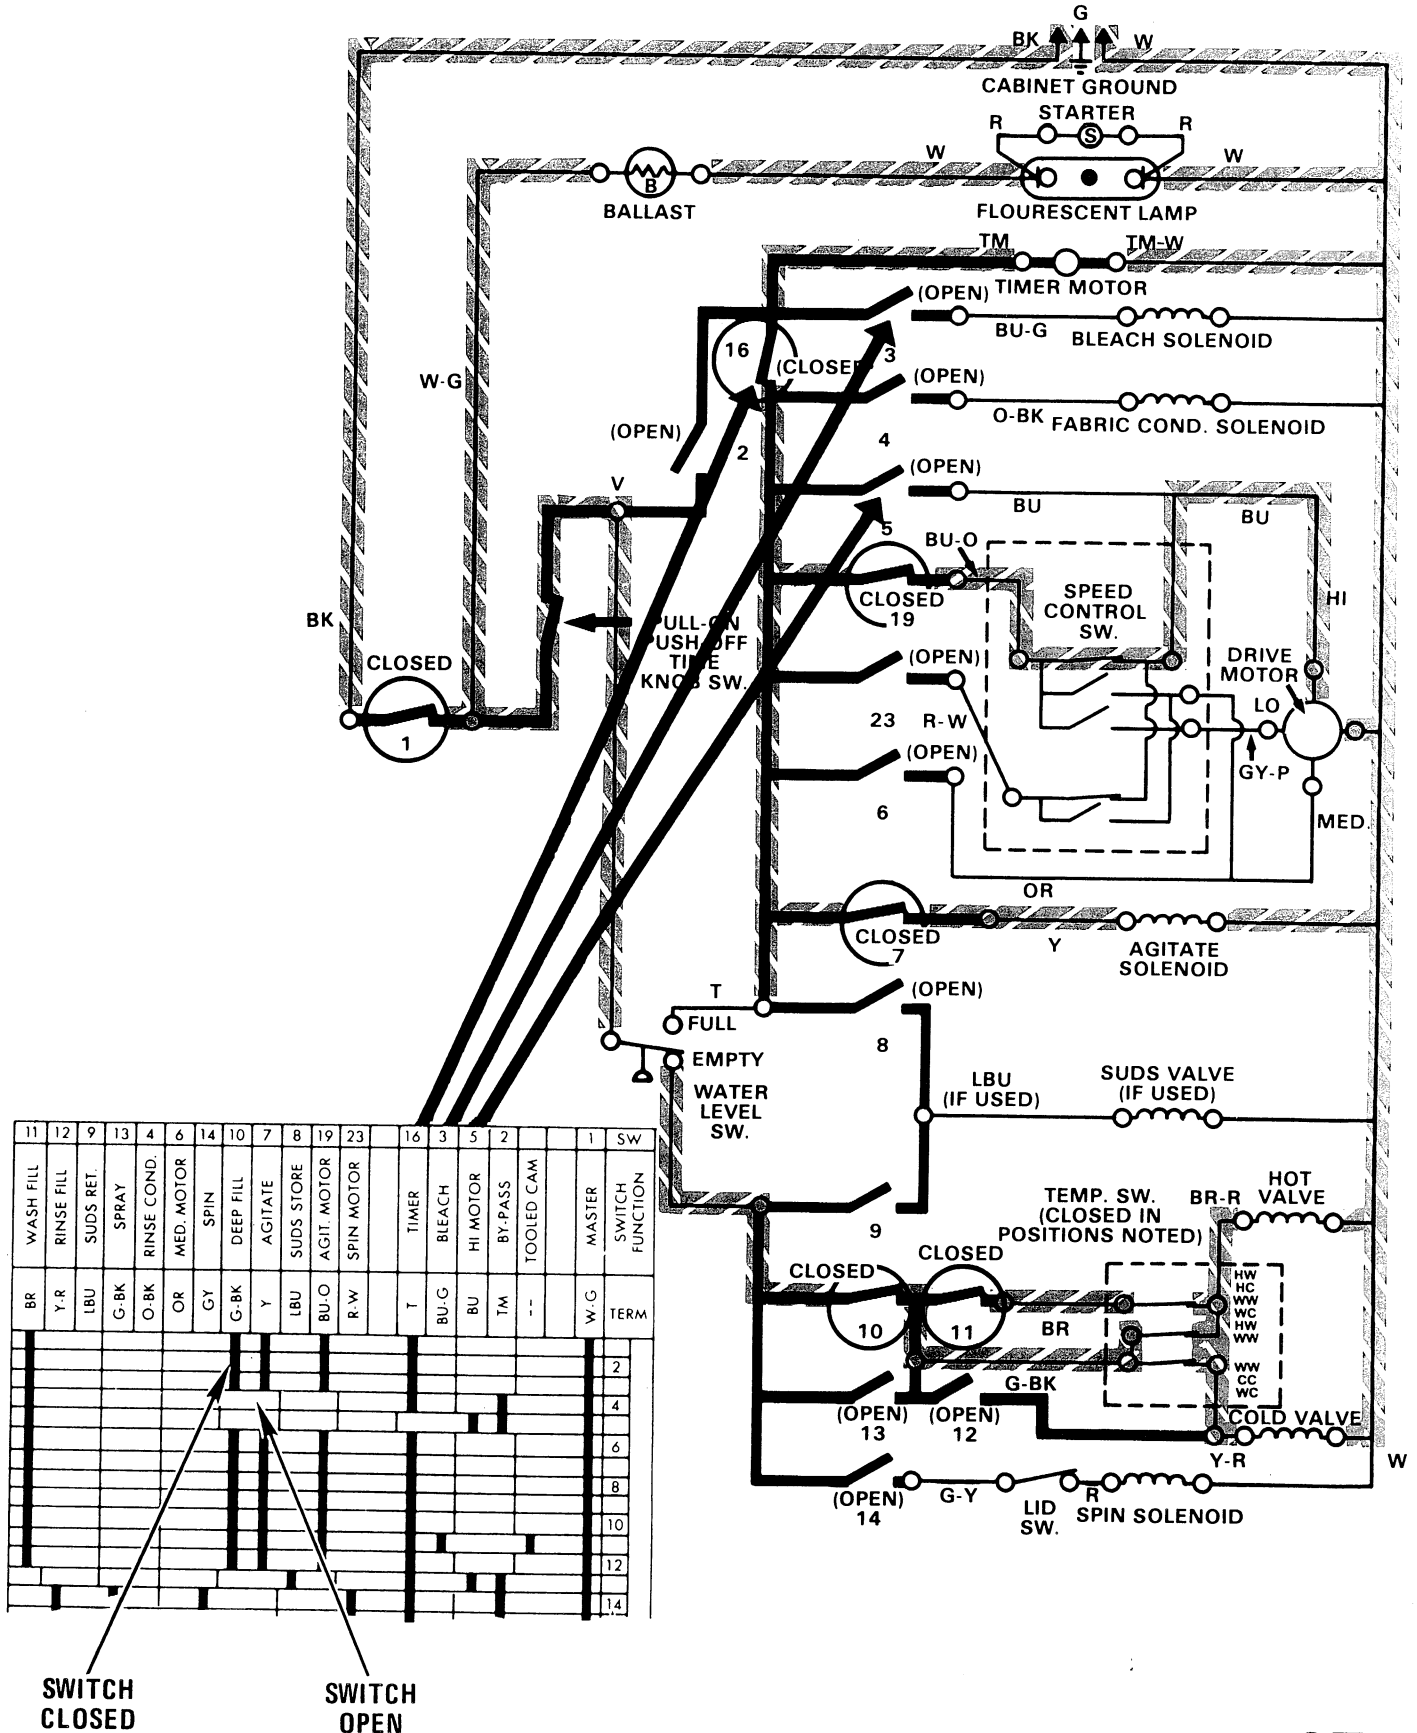 G
BK
W
CABINET GROUND
STARTER
R
S
R
W
W
B
BALLAST
FLOURESCENT LAMP
TM
TM-W
TIMER MOTOR
(OPEN)
BU-G
BLEACH SOLENOID
16
(CLOSED)
3
W-G
(OPEN)
O-BK
FABRIC COND. SOLENOID
(OPEN)
2
4
(OPEN)
V
BU
BU
5
BU-O
CLOSED
19
SPEED
CONTROL
SW.
HI
BK
PULL-ON
PUSH-OFF
TIME
KNOB SW.
CLOSED
1
(OPEN)
DRIVE
MOTOR
LO
23
R-W
(OPEN)
GY-P
6
MED.
OR
CLOSED
7
Y
AGITATE
SOLENOID
T
(OPEN)
FULL
8
EMPTY
WATER
LEVEL
SW.
LBU
(IF USED)
SUDS VALVE
(IF USED)
9
TEMP. SW.
(CLOSED IN
POSITIONS NOTED)
BR-R
HOT
VALVE
CLOSED
CLOSED
10
11
BR
HW
HC
WW
WC
HW
WW
WW
CC
WC
G-BK
(OPEN)
13
(OPEN)
12
COLD VALVE
Y-R
W
(OPEN)
14
G-Y
LID
SW.
R
SPIN SOLENOID
11 12 9 13 4 6 14 10 7 8 19 23 16 3 5 2 1 SW
WASH FILL
RINSE FILL
SUDS RET.
SPRAY
RINSE COND.
MED. MOTOR
SPIN
DEEP FILL
AGITATE
SUDS STORE
AGIT. MOTOR
SPIN MOTOR
TIMER
BLEACH
HI MOTOR
BY-PASS
TOOLED CAM
MASTER
SWITCH
FUNCTION
BR Y-R LBU G-BK O-BK OR GY G-BK Y LBU BU-O R-W T BU-G BU TM -- W-G TERM
2
4
6
8
10
12
14
SWITCH
CLOSED
SWITCH
OPEN